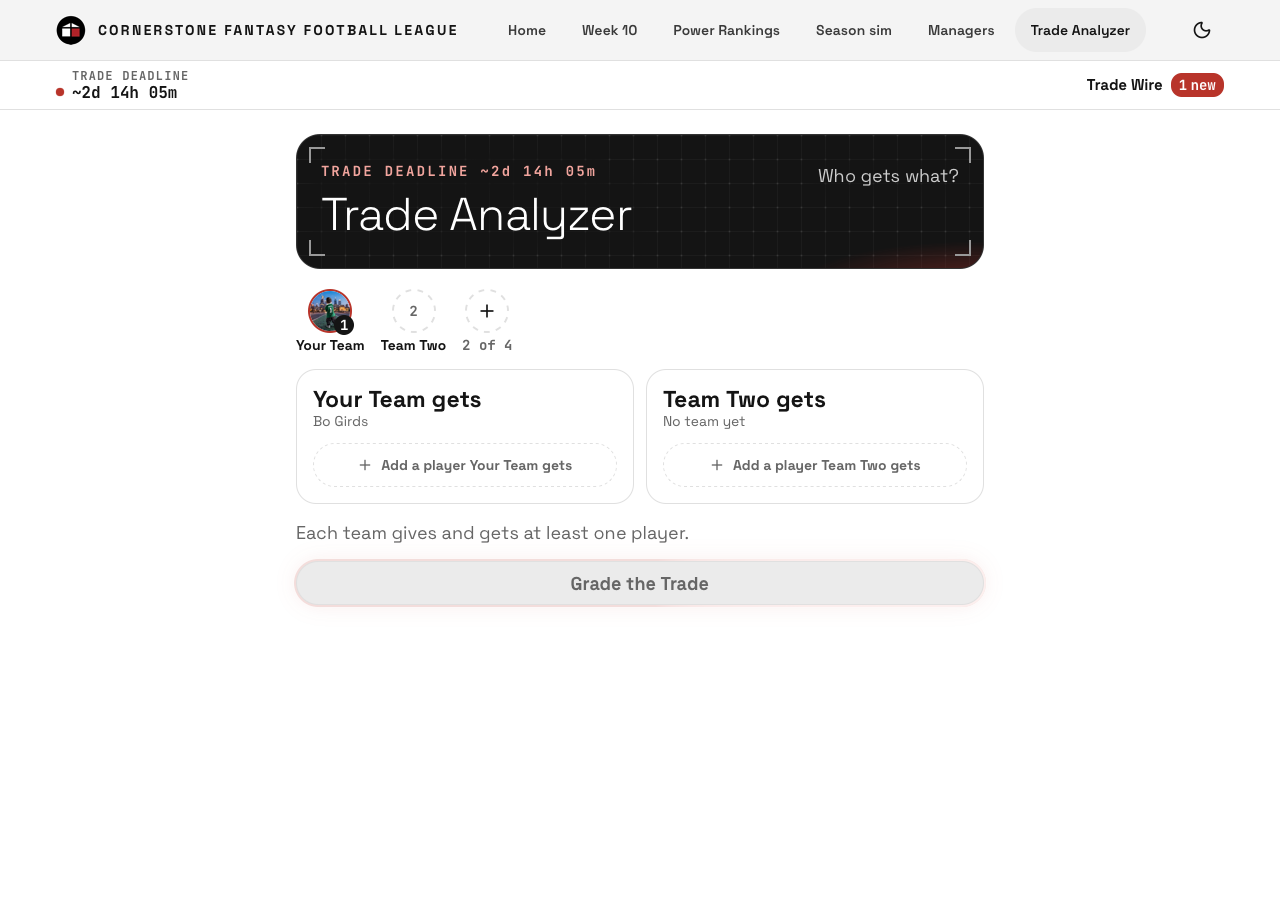 CORNERSTONE FANTASY FOOTBALL LEAGUE
Home
Week 10
Power Rankings
Season sim
Managers
Trade Analyzer
TRADE DEADLINE
~2d 14h 05m
Trade Wire
1 new
TRADE DEADLINE ~2d 14h 05m
Who gets what?
Trade Analyzer
1
2
Your Team
Team Two
2 of 4
Your Team gets
Bo Girds
Add a player Your Team gets
Team Two gets
No team yet
Add a player Team Two gets
Each team gives and gets at least one player.
Grade the Trade